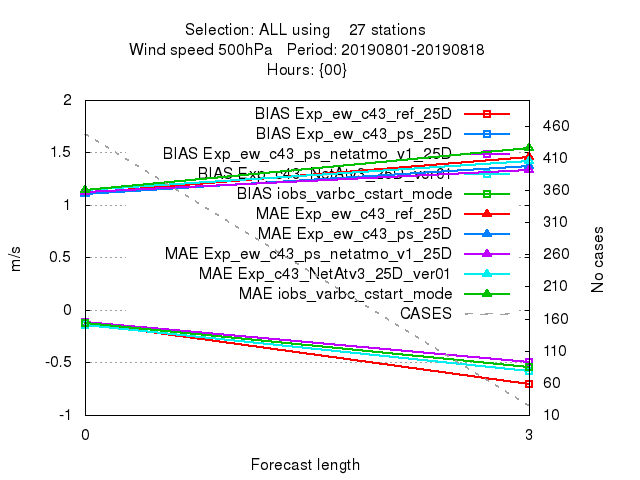 Selection: ALL using 27 stations
Wind speed 500hPa Period: 20190801-20190818
Hours: {00}
2
1.5
1
0.5
0
-0.5
-1
460
410
360
310
260
210
160
110
60
10
BIAS Exp_ew_c43_ref_25D
BIAS Exp_ew_c43_ps_25D
BIAS Exp_ew_c43_ps_netatmo_v1_25D
BIAS Exp_c43_NetAtv3_25D_ver01
BIAS iobs_varbc_cstart_mode
MAE Exp_ew_c43_ref_25D
MAE Exp_ew_c43_ps_25D
MAE Exp_ew_c43_ps_netatmo_v1_25D
MAE Exp_c43_NetAtv3_25D_ver01
MAE iobs_varbc_cstart_mode
CASES
m/s
No cases
0
3
Forecast length